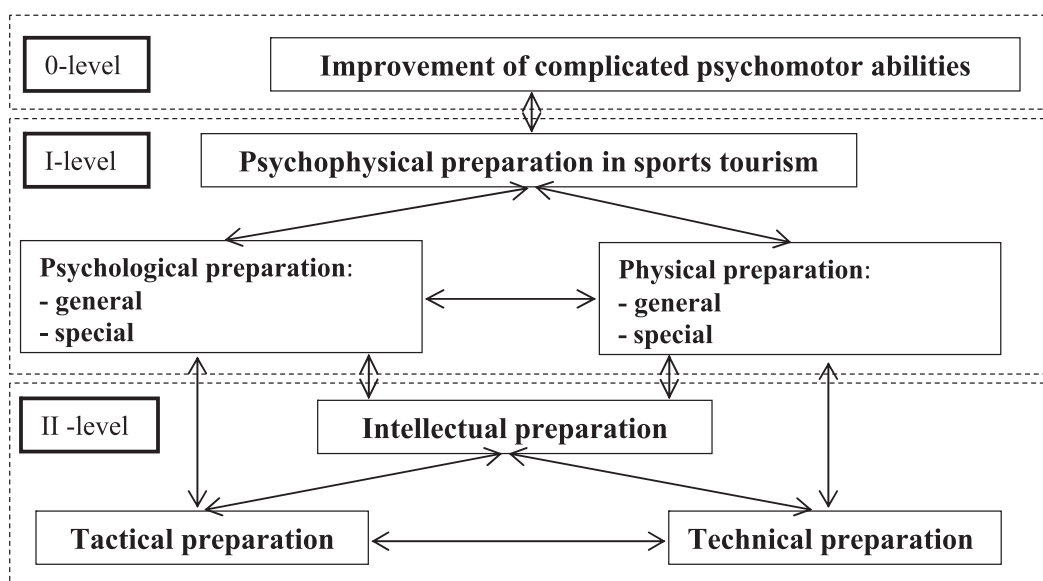 0-level
Improvement of complicated psychomotor abilities
I-level
Psychophysical preparation in sports tourism
Psychological preparation:
- general
- special
Physical preparation:
- general
- special
II -level
Intellectual preparation
Tactical preparation
Technical preparation